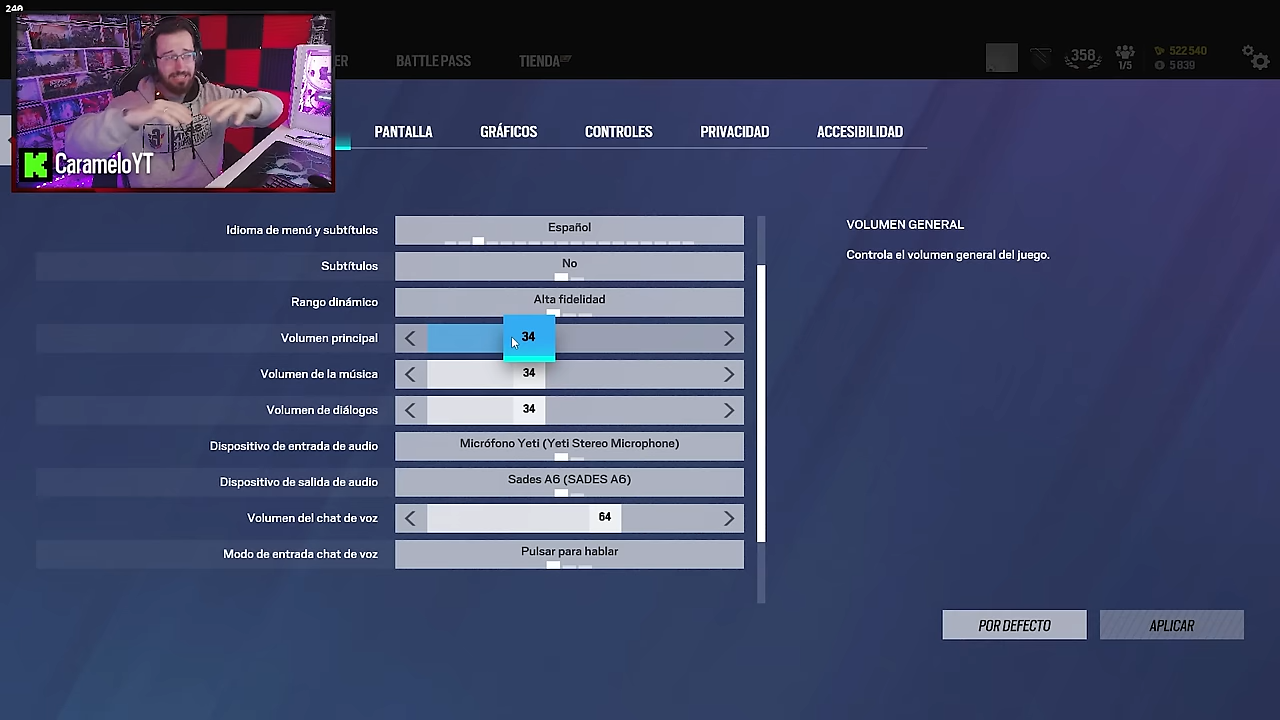 240
ER
BATTLE PASS
TIENDA
358
1/5
522 540
5 839
CarameloYT
PANTALLA
GRÁFICOS
CONTROLES
PRIVACIDAD
ACCESIBILIDAD
Idioma de menú y subtítulos
Español
VOLUMEN GENERAL
Controla el volumen general del juego.
Subtítulos
No
Rango dinámico
Alta fidelidad
Volumen principal
34
Volumen de la música
34
Volumen de diálogos
34
Dispositivo de entrada de audio
Micrófono Yeti (Yeti Stereo Microphone)
Dispositivo de salida de audio
Sades A6 (SADES A6)
Volumen del chat de voz
64
Modo de entrada chat de voz
Pulsar para hablar
POR DEFECTO
APLICAR